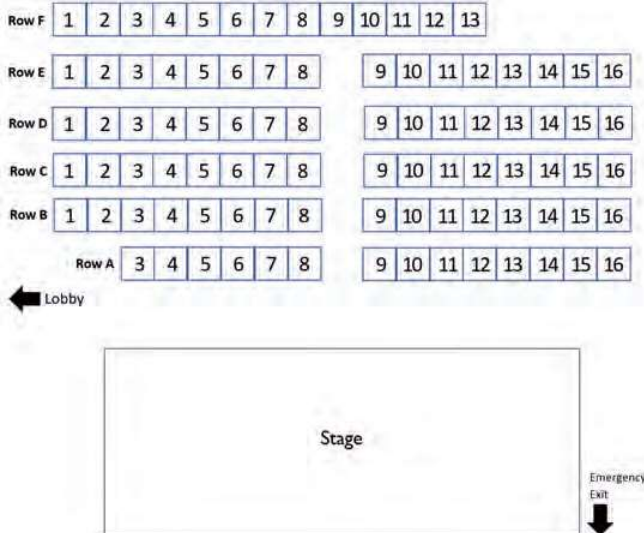 Row F 1 2 3 4 5 6 7 8 9 10 11 12 13
Row E 1 2 3 4 5 6 7 8 9 10 11 12 13 14 15 16
Row D 1 2 3 4 5 6 7 8 9 10 11 12 13 14 15 16
Row C 1 2 3 4 5 6 7 8 9 10 11 12 13 14 15 16
Row B 1 2 3 4 5 6 7 8 9 10 11 12 13 14 15 16
Row A 3 4 5 6 7 8 9 10 11 12 13 14 15 16
Lobby
Stage
Emergency
Exit